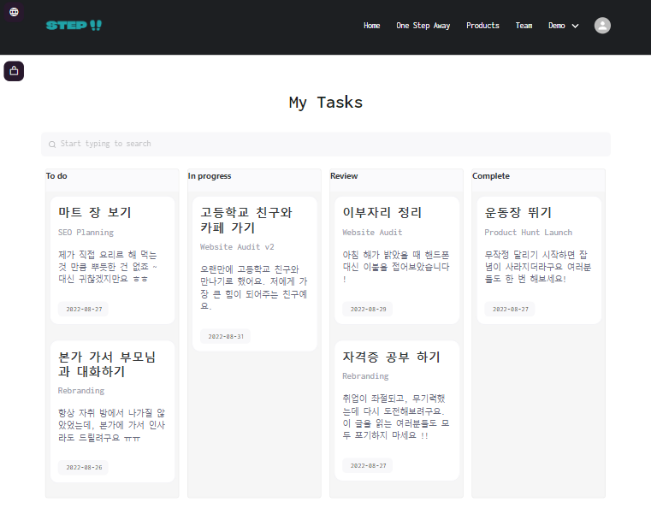 STEP!!
Home One Step Away Products Team Demo
My Tasks
Start typing to search
To do
마트 장 보기
SEO Planning
제가 직접 요리르 해 먹는
것 만큼 뿌듯한 건 없죠 ~
대신 귀찮겠지만요 ㅎㅎ
2022-08-27
본가 가서 부모님
과 대화하기
Rebranding
항상 자취 방에서 나가질 않
았었는데, 본가에 가서 인사
라도 드릴려구요 ㅠㅠ
2022-08-26
In progress
고등학교 친구와
카페 가기
Website Audit v2
오랜만에 고등학교 친구와
만나기로 했어요. 저에게 가
장 큰 힘이 되어주는 친구에
요.
2022-08-31
Review
이부자리 정리
Website Audit
아침 해가 밝았을 때 핸드폰
대신 이불을 접어보았습니다
!
2022-08-29
자격증 공부 하기
Rebranding
취업이 좌절되고, 무기력했
는데 다시 도전해보려구요.
이 글을 읽는 여러분들도 모
두 포기하지 마세요 !!
2022-08-27
Complete
운동장 뛰기
Product Hunt Launch
무작정 달리기 시작하면 잡
념이 사라지더라구요 여러분
들도 한 번 해보세요!
2022-08-27